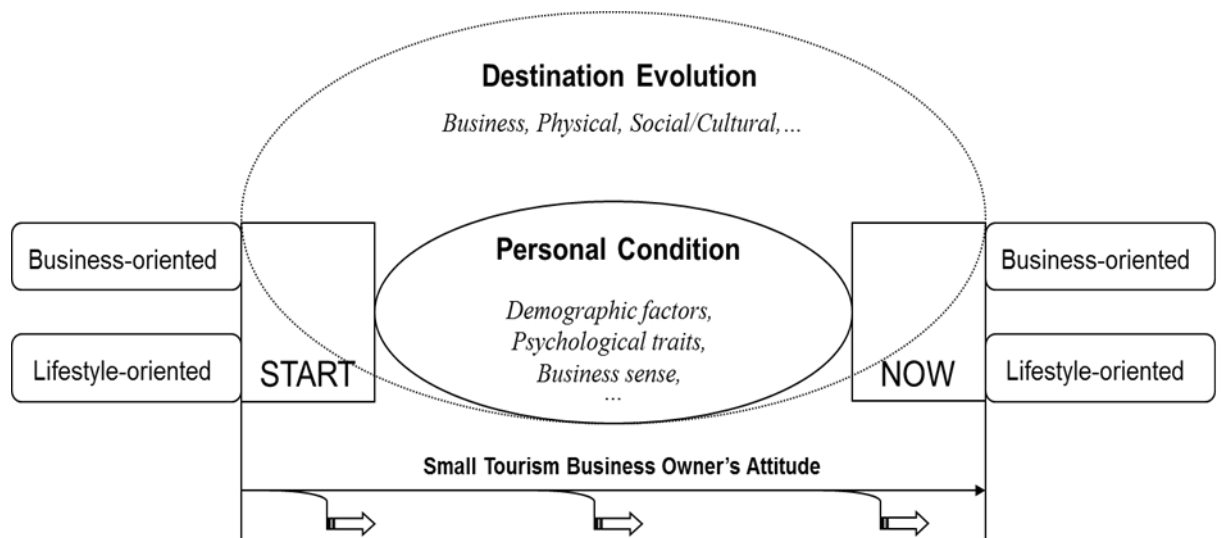 Destination Evolution
Business, Physical, Social/Cultural,...
Business-oriented
Lifestyle-oriented
START
Personal Condition
Demographic factors,
Psychological traits,
Business sense,
...
NOW
Business-oriented
Lifestyle-oriented
Small Tourism Business Owner's Attitude